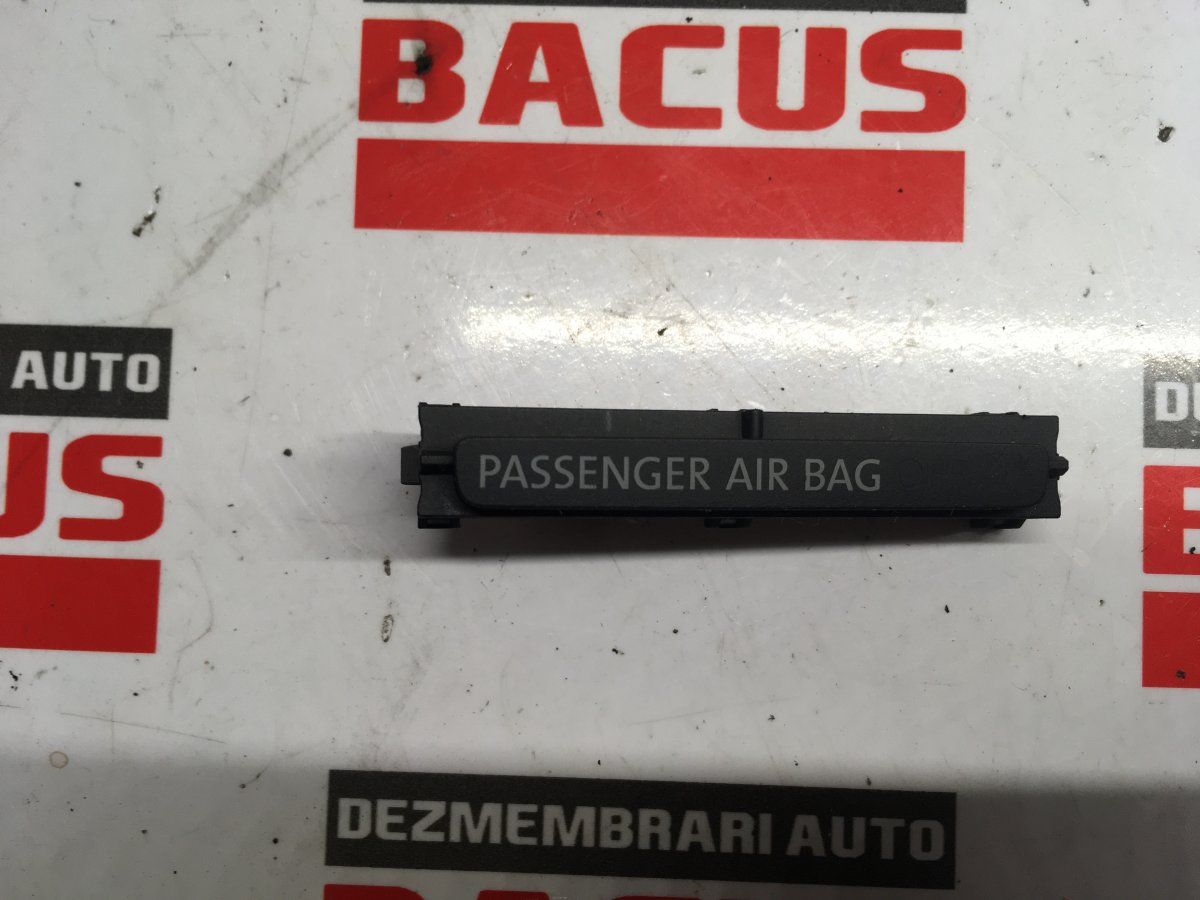 BACUS
AUTO
US
PASSENGER AIR BAG
DEZMEMBRARI AUTO